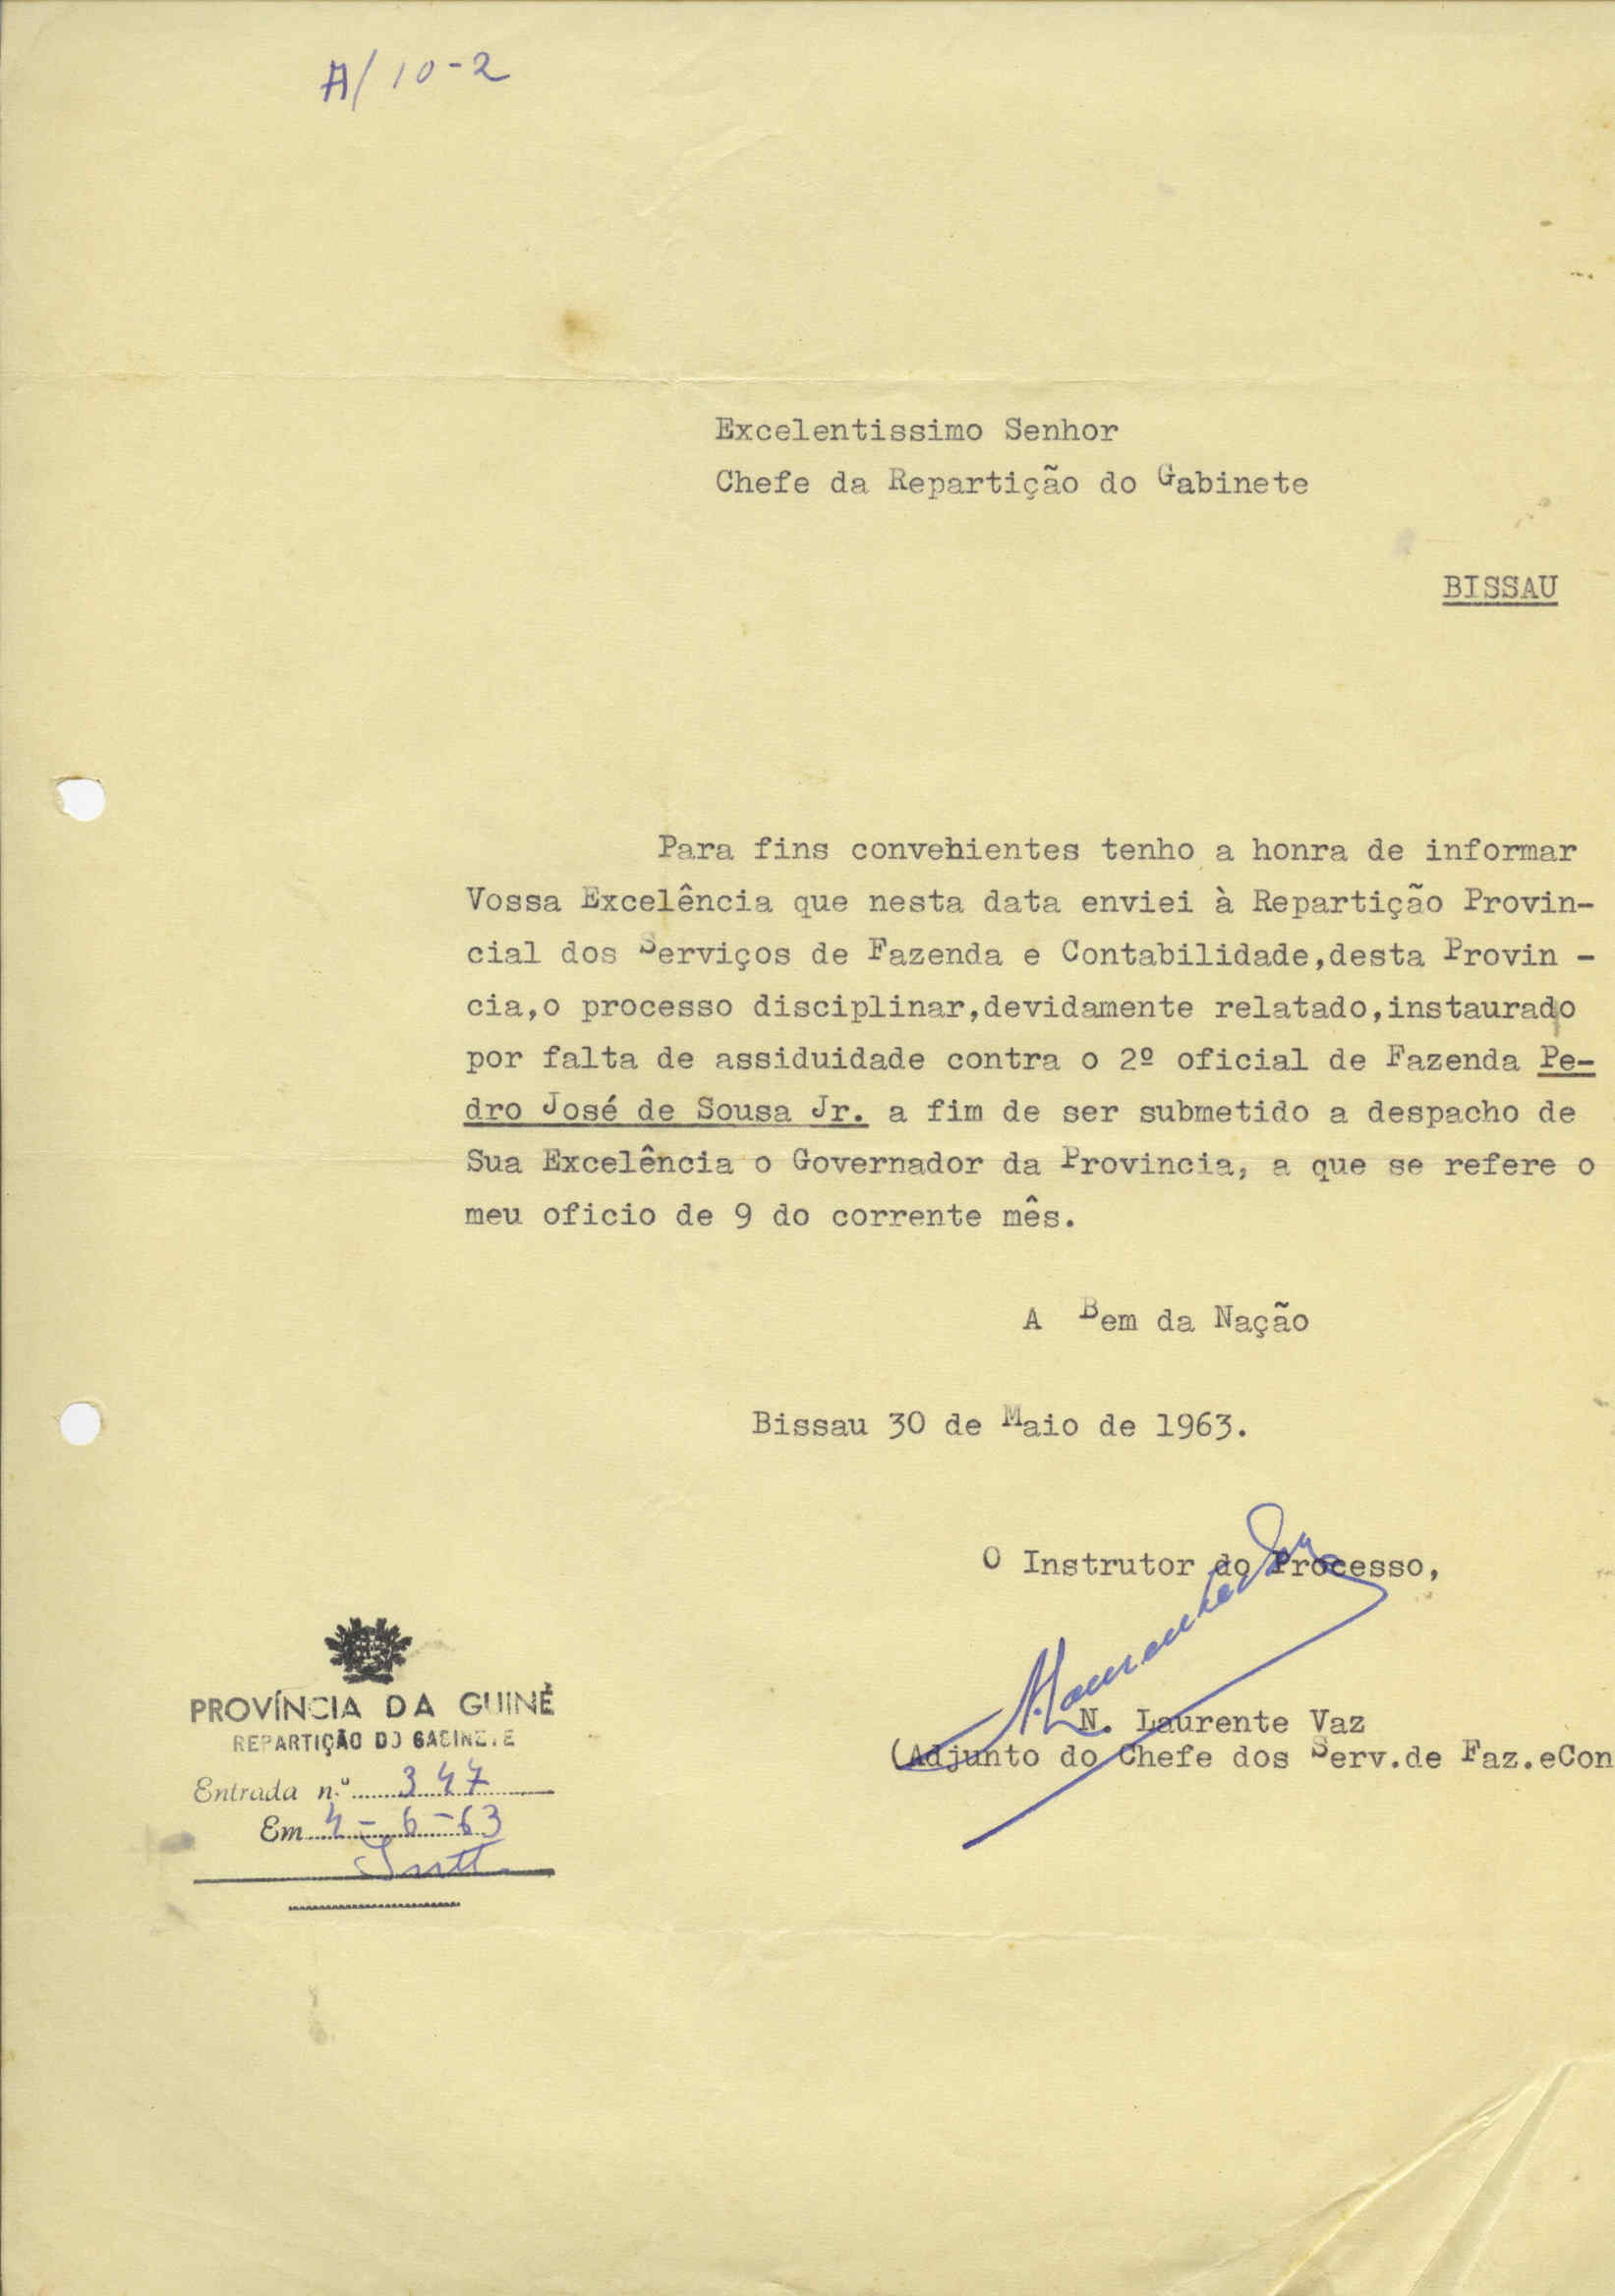 A/10-2
Excelentissimo Senhor
Chefe da Repartição do Gabinete
BISSAU
Para fins convenientes tenho a honra de informar
Vossa Excelência que nesta data enviei à Repartição Provin-
cial dos Serviços de Fazenda e Contabilidade,desta Provin -
cia,o processo disciplinar,devidamente relatado,instaurado
por falta de assiduidade contra o 2º oficial de Fazenda Pe-
dro José de Sousa Jr. a fim de ser submetido a despacho de
Sua Excelência o Governador da Provincia, a que se refere o
meu oficio de 9 do corrente mês.
A Bem da Nação
Bissau 30 de Maio de 1963.
O Instrutor do Processo,
N. Laurente Vaz
(Adjunto do Chefe dos Serv.de Faz.eCon
PROVÍNCIA DA GUINÉ
REPARTIÇÃO DO GABINETE
Entrada n.º 347
Em 4-6-63